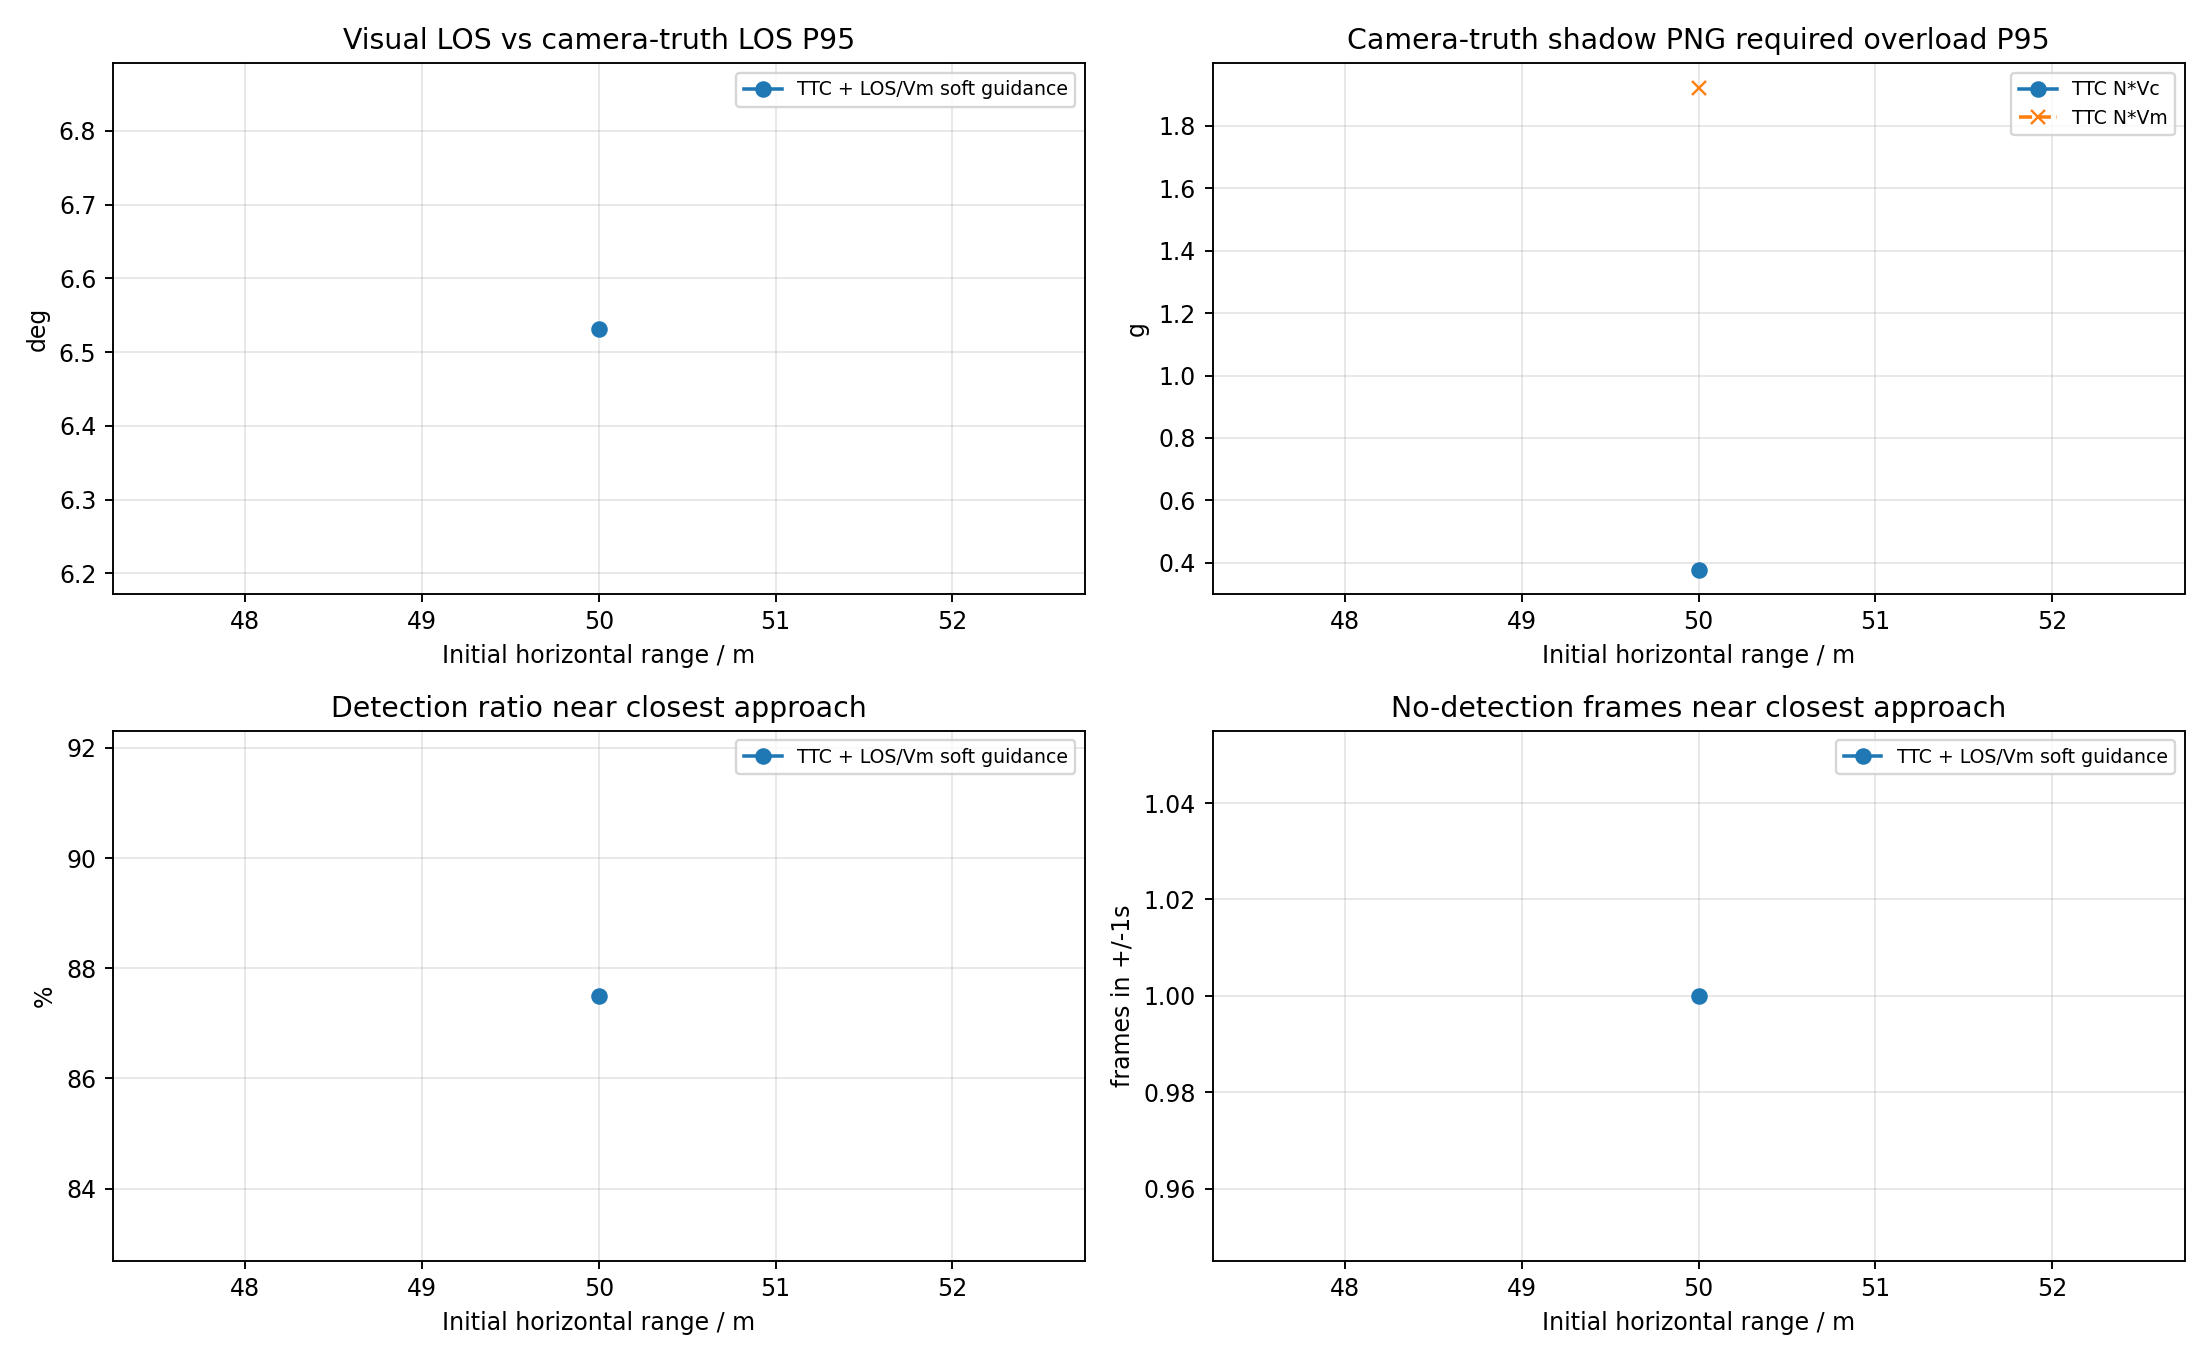 Visual LOS vs camera-truth LOS P95
TTC + LOS/Vm soft guidance
deg
6.8
6.7
6.6
6.5
6.4
6.3
6.2
48 49 50 51 52
Initial horizontal range / m
Camera-truth shadow PNG required overload P95
TTC N*Vc
TTC N*Vm
g
1.8
1.6
1.4
1.2
1.0
0.8
0.6
0.4
48 49 50 51 52
Initial horizontal range / m
Detection ratio near closest approach
TTC + LOS/Vm soft guidance
%
92
90
88
86
84
48 49 50 51 52
Initial horizontal range / m
No-detection frames near closest approach
TTC + LOS/Vm soft guidance
frames in +/-1s
1.04
1.02
1.00
0.98
0.96
48 49 50 51 52
Initial horizontal range / m